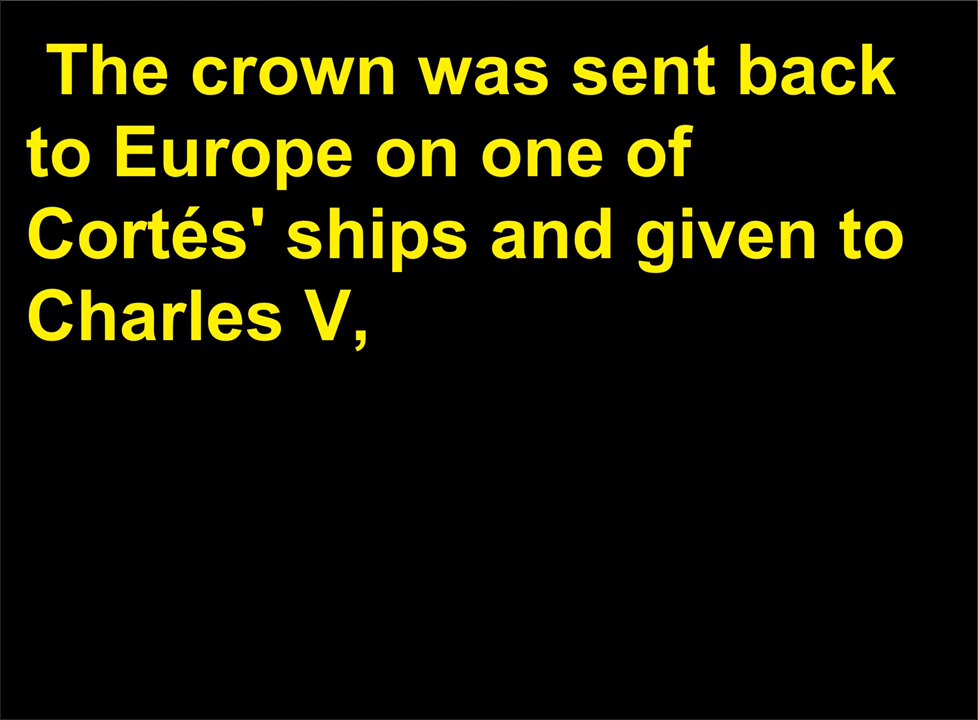 The crown was sent back
to Europe on one of
Cortés' ships and given to
Charles V,